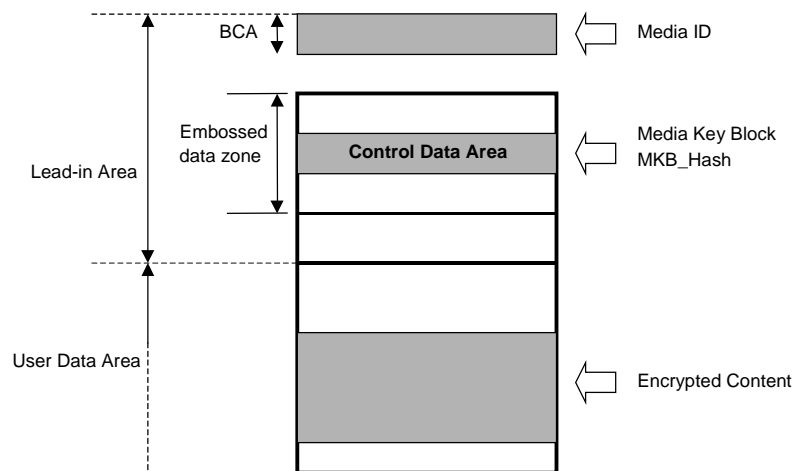 BCA
Media ID
Embossed
data zone
Control Data Area
Media Key Block
MKB_Hash
Lead-in Area
User Data Area
Encrypted Content